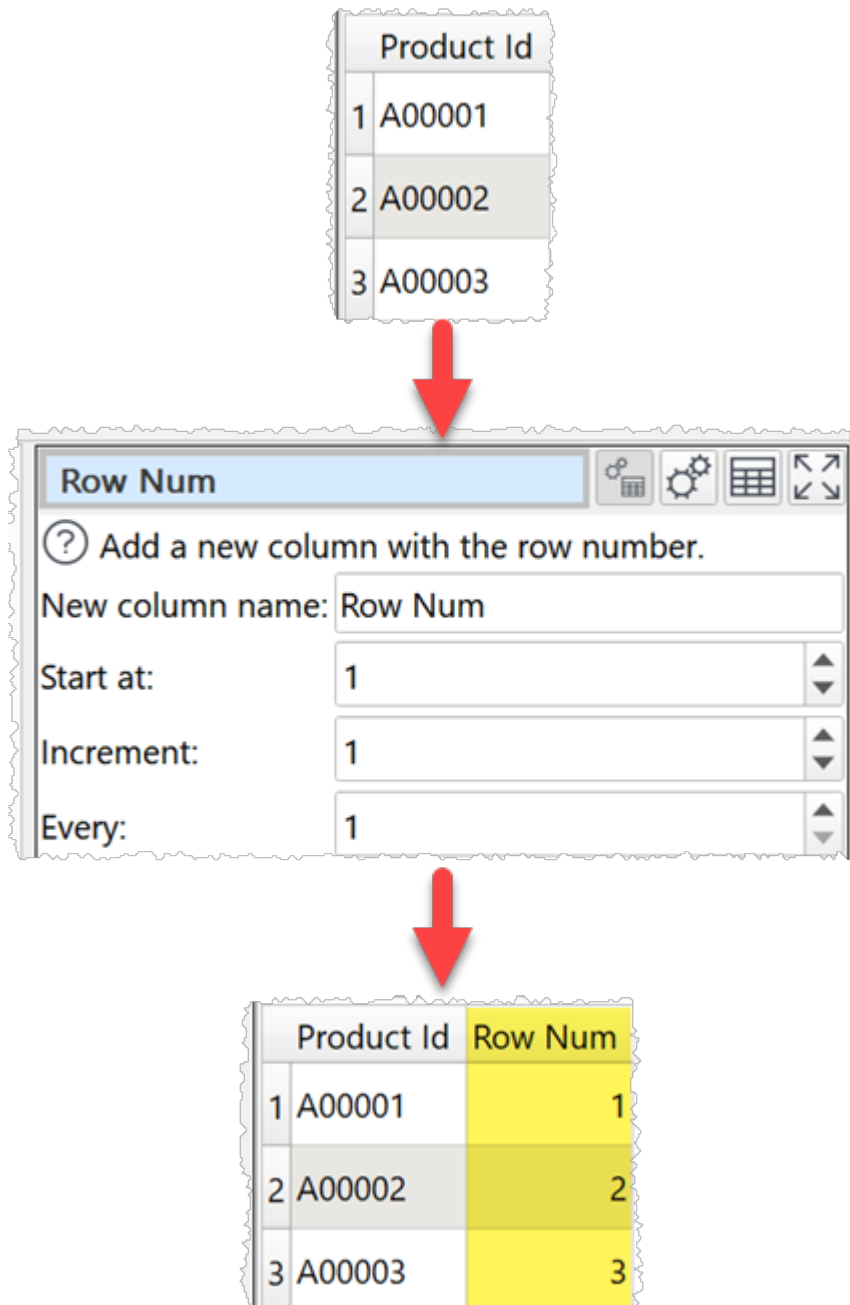 Product Id
1 A00001
2 A00002
3 A00003
Row Num
? Add a new column with the row number.
New column name: Row Num
Start at: 1
Increment: 1
Every: 1
Product Id Row Num
1 A00001 1
2 A00002 2
3 A00003 3